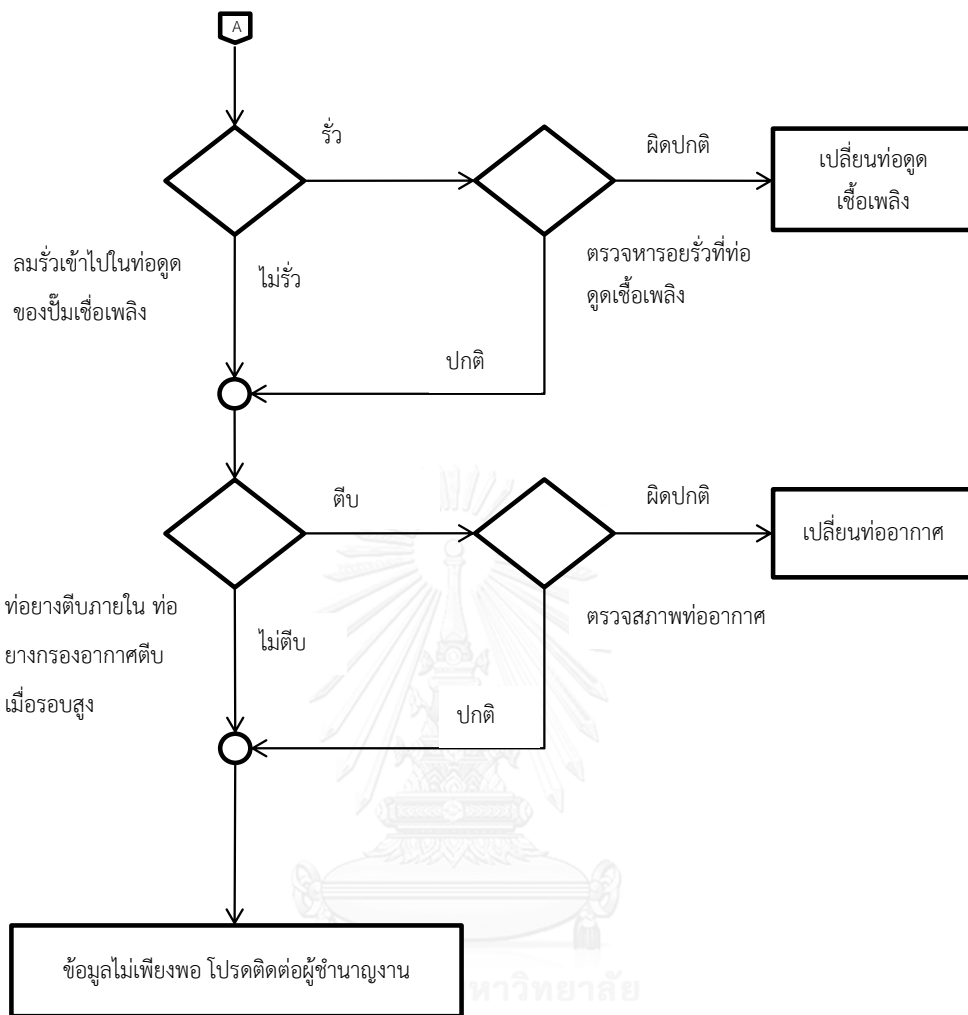 A
รั่ว
ผิดปกติ
เปลี่ยนท่อดูด
เชื้อเพลิง
ลมรั่วเข้าไปในท่อดูด
ของปั๊มเชื่อเพลิง
ไม่รั่ว
ตรวจหารอยรั่วที่ท่อ
ดูดเชื้อเพลิง
ปกติ
ตีบ
ผิดปกติ
เปลี่ยนท่ออากาศ
ท่อยางตีบภายใน ท่อ
ยางกรองอากาศตีบ
เมื่อรอบสูง
ไม่ตีบ
ตรวจสภาพท่ออากาศ
ปกติ
ข้อมูลไม่เพียงพอ โปรดติดต่อผู้ชำนาญงาน
หาวิทยาลัย